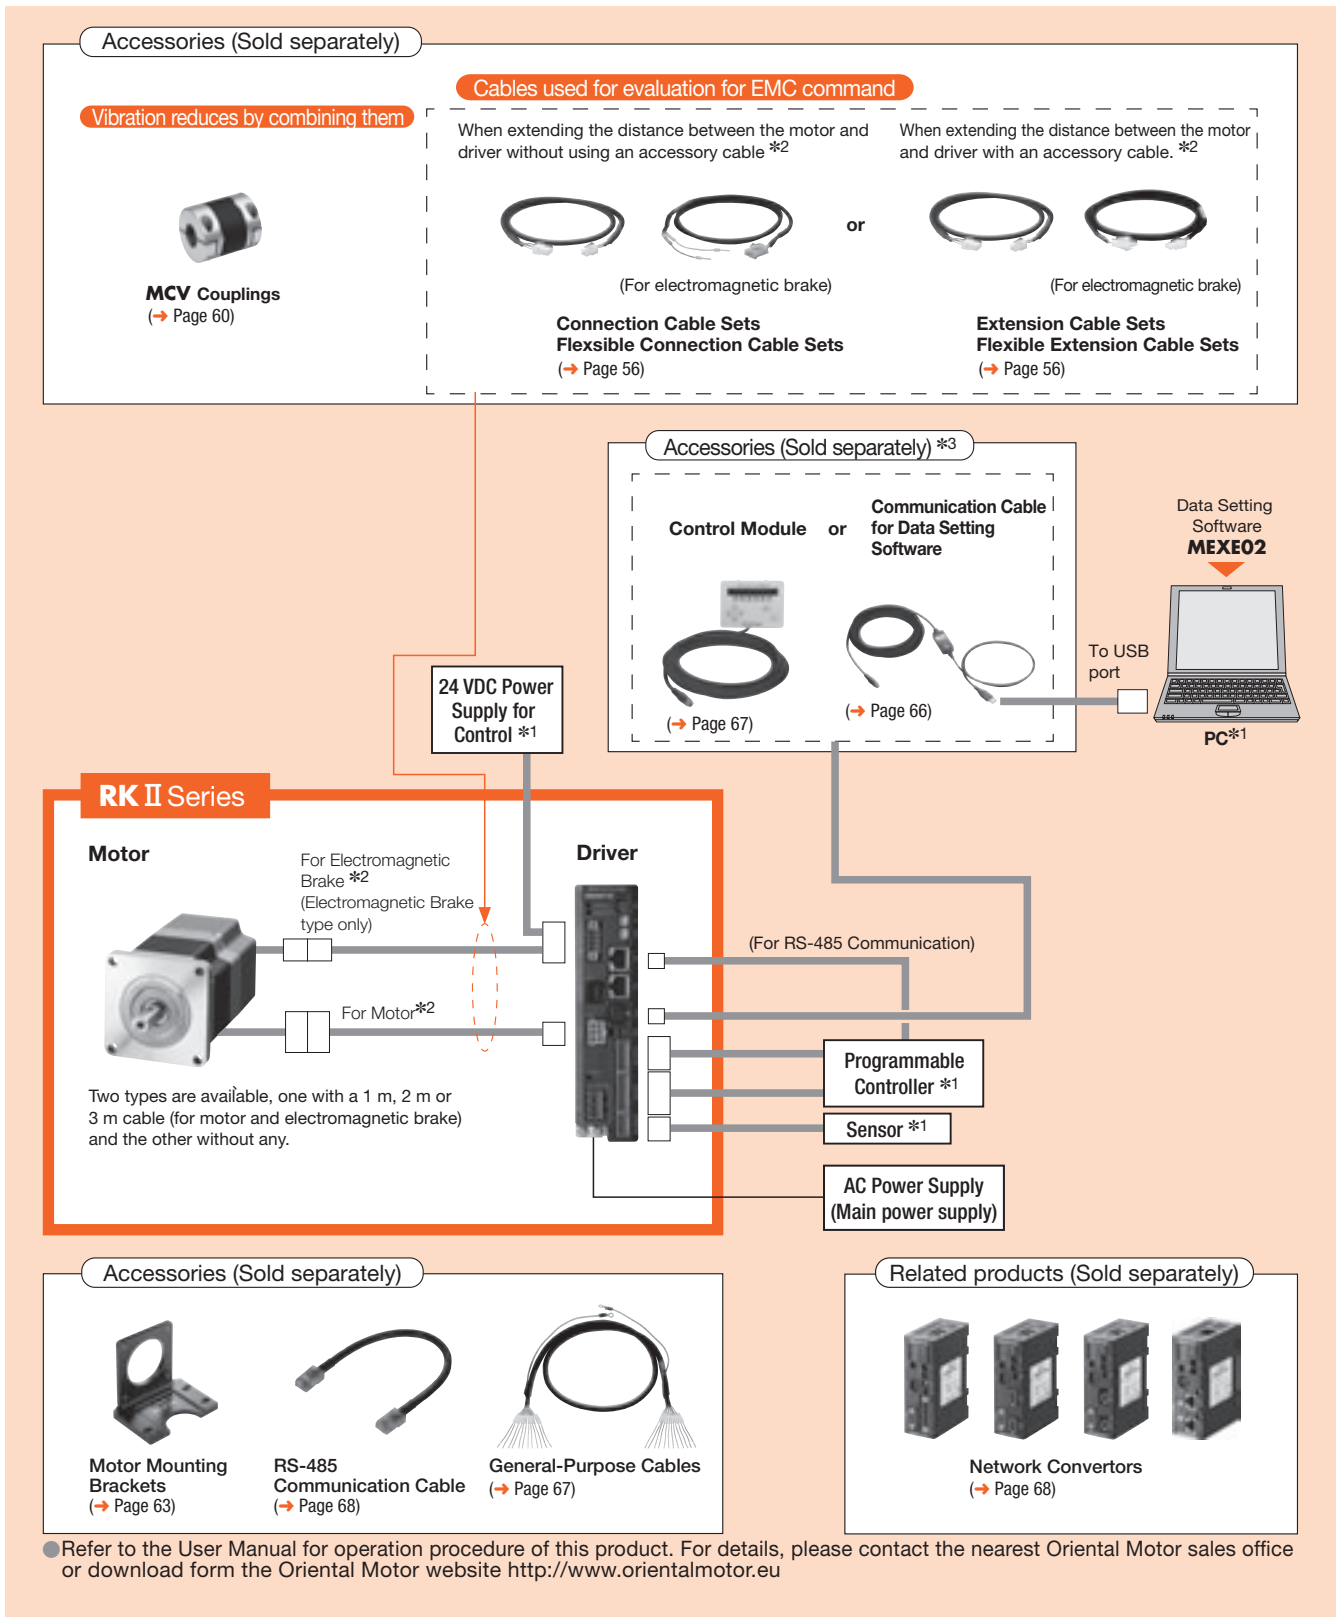 Accessories (Sold separately)
Cables used for evaluation for EMC command
Vibration reduces by combining them
When extending the distance between the motor and
driver without using an accessory cable *2
When extending the distance between the motor
and driver with an accessory cable. *2
or
(For electromagnetic brake)
(For electromagnetic brake)
MCV Couplings
(➜ Page 60)
Connection Cable Sets
Flexsible Connection Cable Sets
(➜ Page 56)
Extension Cable Sets
Flexible Extension Cable Sets
(➜ Page 56)
Accessories (Sold separately) *3
Control Module or
Communication Cable
for Data Setting
Software
(➜ Page 67)
(➜ Page 66)
Data Setting
Software
MEXE02
To USB
port
PC*1
24 VDC Power
Supply for
Control *1
RK II Series
Motor
For Electromagnetic
Brake *2
(Electromagnetic Brake
type only)
Driver
For Motor*2
(For RS-485 Communication)
Programmable
Controller *1
Sensor *1
AC Power Supply
(Main power supply)
Two types are available, one with a 1 m, 2 m or
3 m cable (for motor and electromagnetic brake)
and the other without any.
Accessories (Sold separately)
Motor Mounting
Brackets
(➜ Page 63)
RS-485
Communication Cable
(➜ Page 68)
General-Purpose Cables
(➜ Page 67)
Related products (Sold separately)
Network Convertors
(➜ Page 68)
●Refer to the User Manual for operation procedure of this product. For details, please contact the nearest Oriental Motor sales office
or download form the Oriental Motor website http://www.orientalmotor.eu